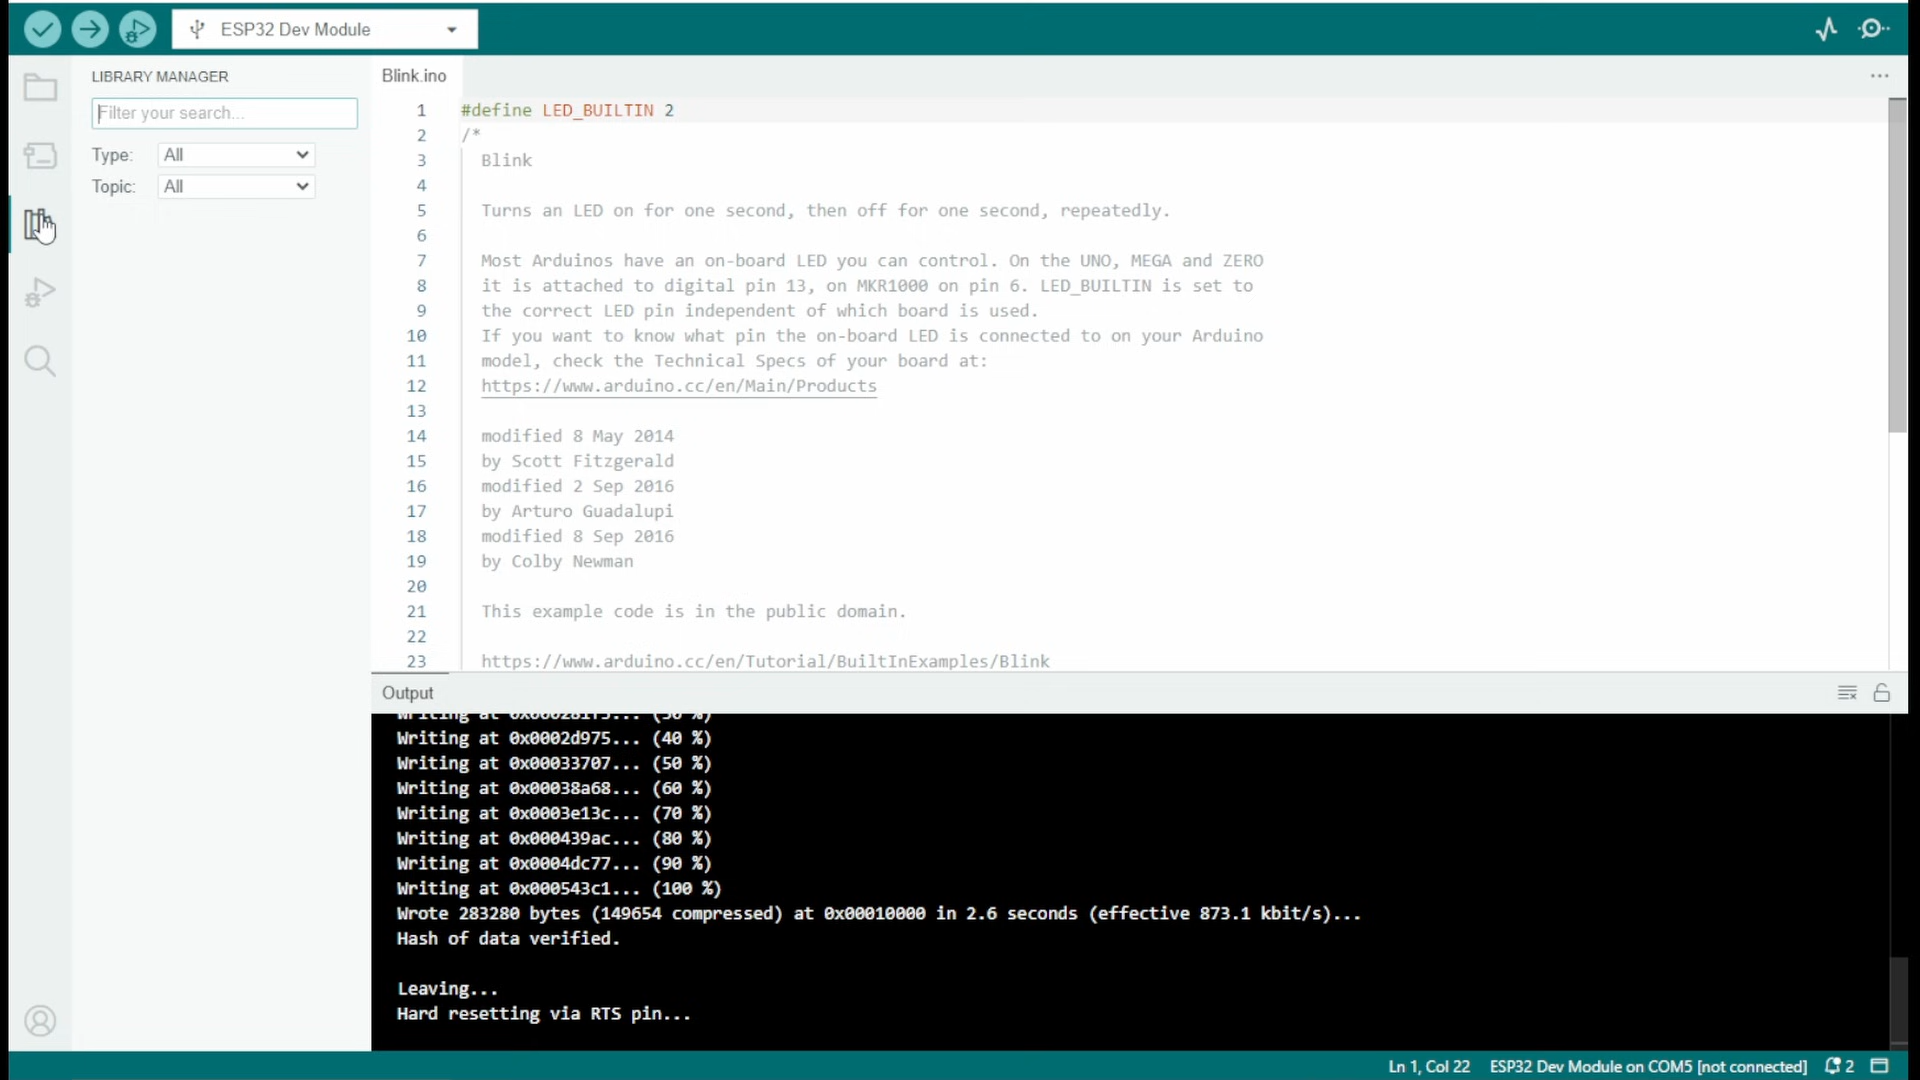 ESP32 Dev Module
LIBRARY MANAGER
Filter your search...
Type: All
Topic: All
Blink.ino
1 #define LED_BUILTIN 2
2 /*
3 Blink
4
5 Turns an LED on for one second, then off for one second, repeatedly.
6
7 Most Arduinos have an on-board LED you can control. On the UNO, MEGA and ZERO
8 it is attached to digital pin 13, on MKR1000 on pin 6. LED_BUILTIN is set to
9 the correct LED pin independent of which board is used.
10 If you want to know what pin the on-board LED is connected to on your Arduino
11 model, check the Technical Specs of your board at:
12 https://www.arduino.cc/en/Main/Products
13
14 modified 8 May 2014
15 by Scott Fitzgerald
16 modified 2 Sep 2016
17 by Arturo Guadalupi
18 modified 8 Sep 2016
19 by Colby Newman
20
21 This example code is in the public domain.
22
23 https://www.arduino.cc/en/Tutorial/BuiltInExamples/Blink
Output
Writing at
Writing at 0x0002d975... (40 %)
Writing at 0x00033707... (50 %)
Writing at 0x00038a68... (60 %)
Writing at 0x0003e13c... (70 %)
Writing at 0x000439ac... (80 %)
Writing at 0x0004dc77... (90 %)
Writing at 0x000543c1... (100 %)
Wrote 283280 bytes (149654 compressed) at 0x00010000 in 2.6 seconds (effective 873.1 kbit/s)...
Hash of data verified.
Leaving...
Hard resetting via RTS pin...
Ln 1, Col 22 ESP32 Dev Module on COM5 [not connected] 2